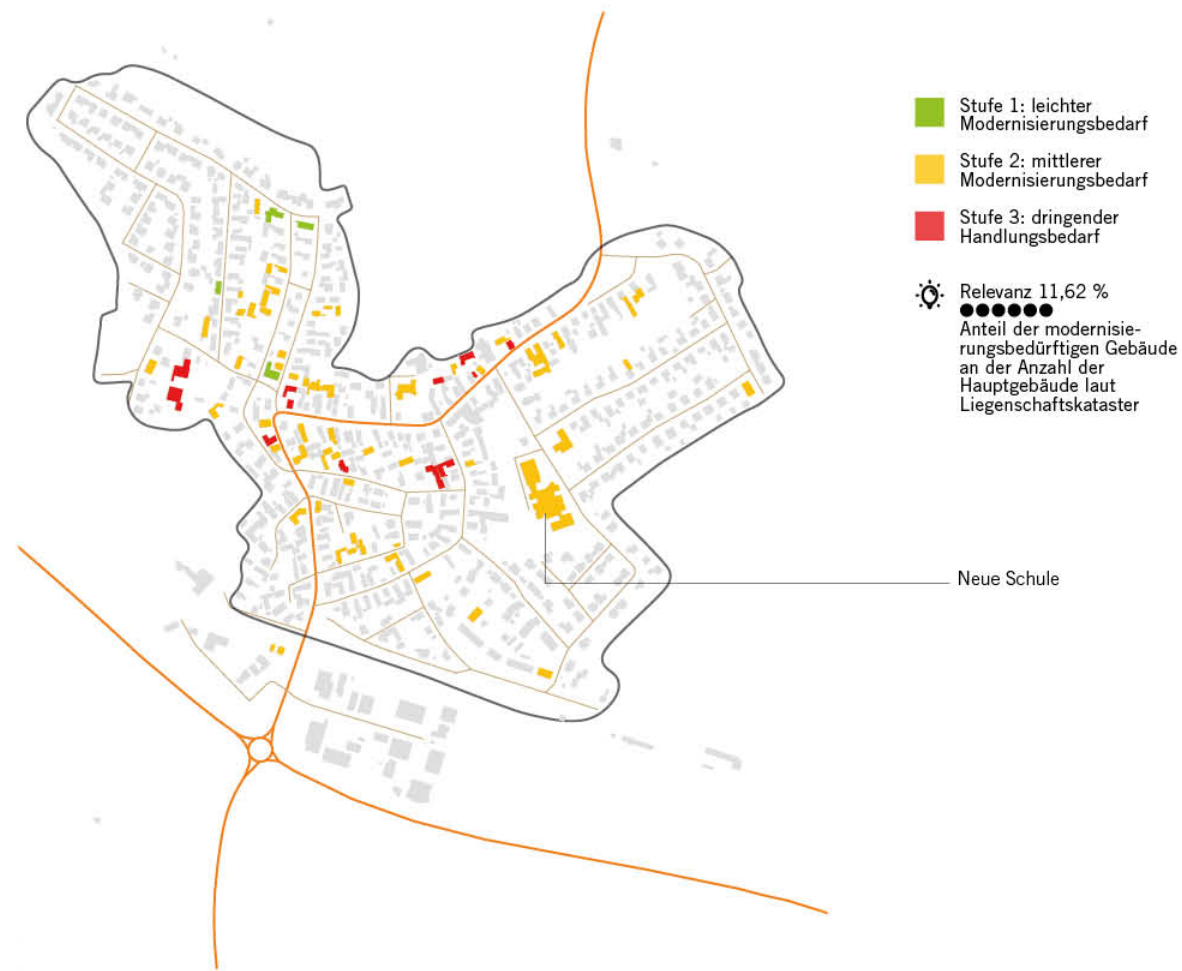 Stufe 1: leichter
Modernisierungsbedarf
Stufe 2: mittlerer
Modernisierungsbedarf
Stufe 3: dringender
Handlungsbedarf
Relevanz 11,62 %
Anteil der modernisie-
rungsbedürftigen Gebäude
an der Anzahl der
Hauptgebäude laut
Liegenschaftskataster
Neue Schule